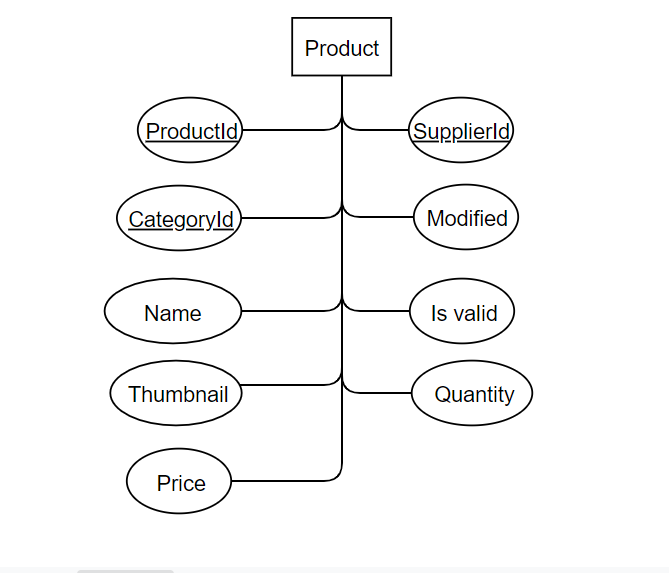 Product
ProductId
SupplierId
CategoryId
Modified
Name
Is valid
Thumbnail
Quantity
Price